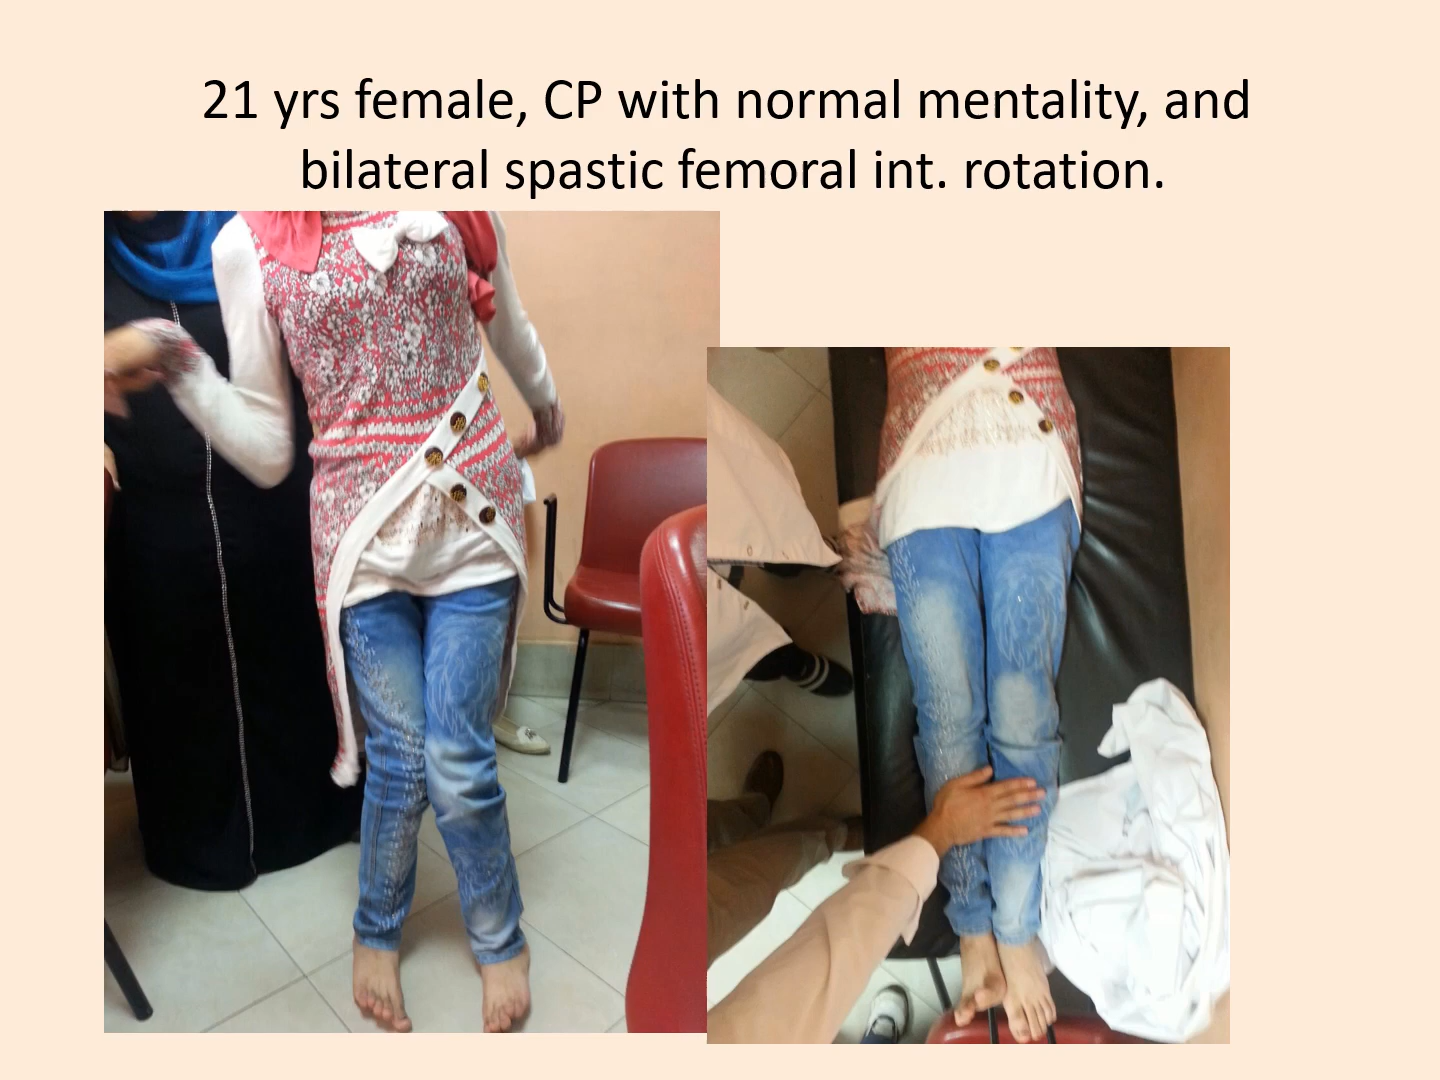 21 yrs female, CP with normal mentality, and
bilateral spastic femoral int. rotation.